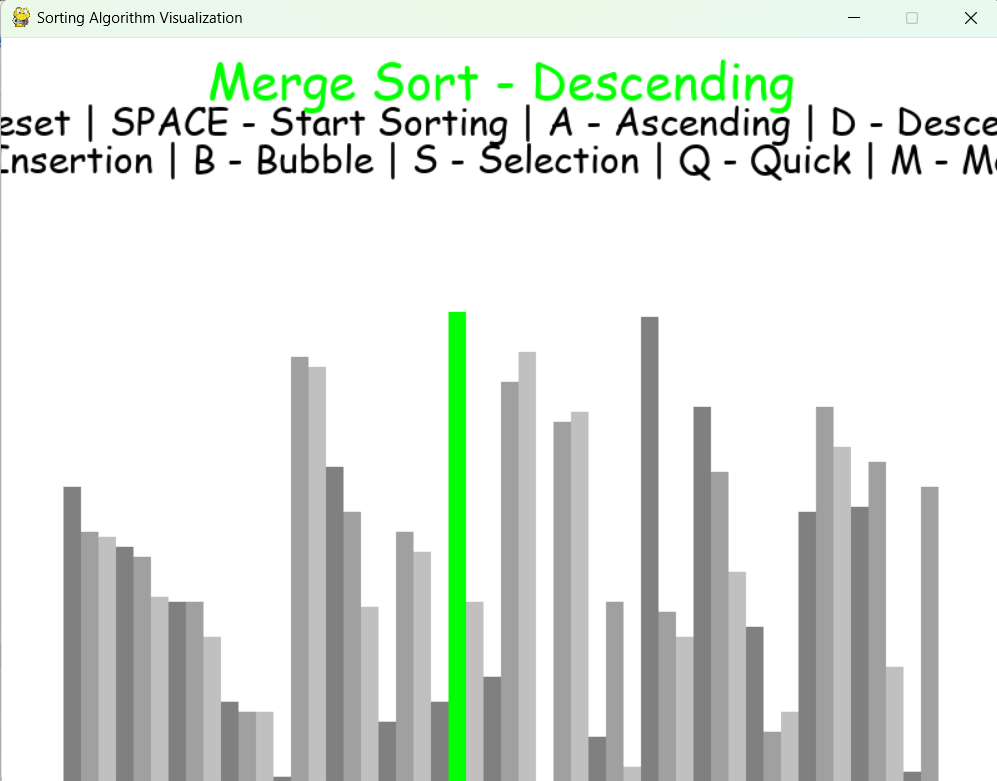 Sorting Algorithm Visualization
Merge Sort - Descending
eset | SPACE - Start Sorting | A - Ascending | D - Desce
Insertion | B - Bubble | S - Selection | Q - Quick | M - Me